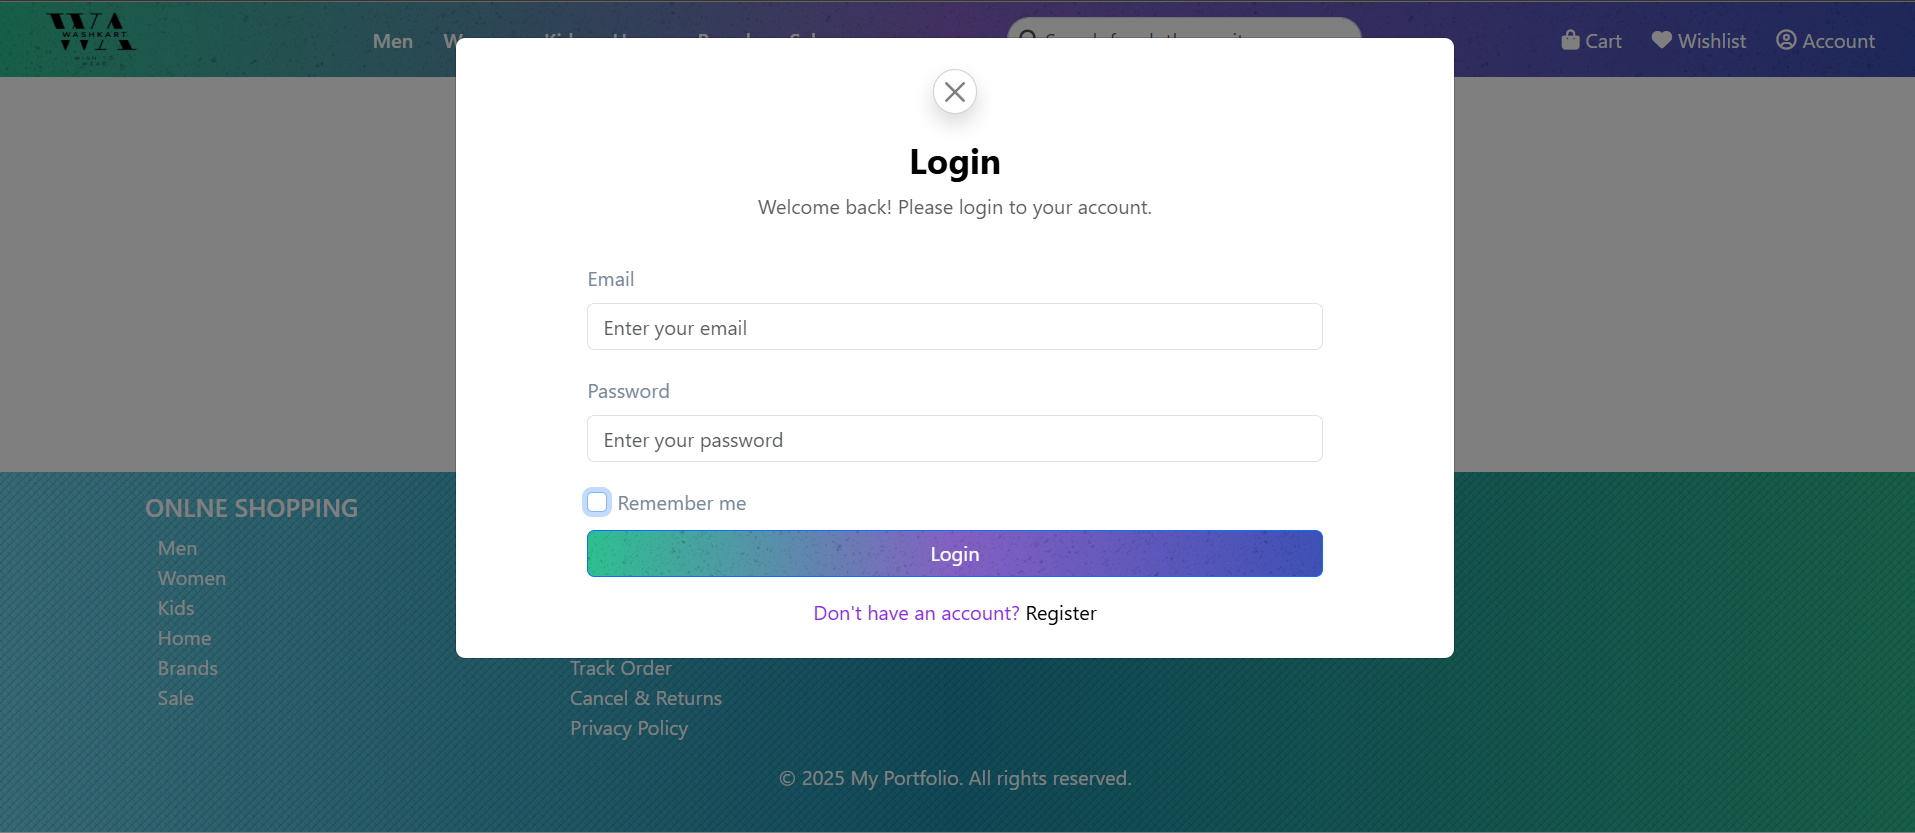 WA
WASHKART
WA
Men
Cart Wishlist Account
Login
Welcome back! Please login to your account.
Email
Enter your email
Password
Enter your password
Remember me
Login
Don't have an account? Register
ONLNE SHOPPING
Men
Women
Kids
Home
Brands
Sale
Track Order
Cancel & Returns
Privacy Policy
© 2025 My Portfolio. All rights reserved.